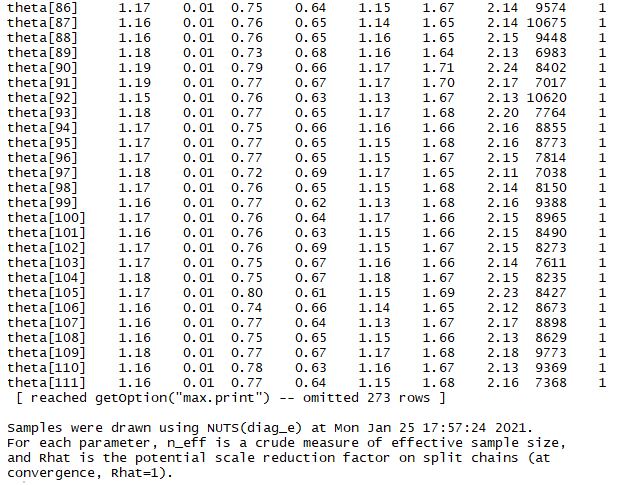 theta[86] 1.17 0.01 0.75 0.64 1.15 1.67 2.14 9574 1
theta[87] 1.16 0.01 0.74 0.65 1.14 1.65 2.14 10675 1
theta[88] 1.16 0.01 0.76 0.65 1.16 1.65 2.15 9448 1
theta[89] 1.18 0.01 0.73 0.68 1.16 1.64 2.13 6983 1
theta[90] 1.19 0.01 0.79 0.66 1.17 1.71 2.24 8402 1
theta[91] 1.19 0.01 0.77 0.67 1.17 1.70 2.17 7017 1
theta[92] 1.15 0.01 0.76 0.63 1.13 1.67 2.13 10620 1
theta[93] 1.18 0.01 0.77 0.65 1.17 1.68 2.20 7764 1
theta[94] 1.17 0.01 0.75 0.66 1.16 1.66 2.16 8855 1
theta[95] 1.17 0.01 0.77 0.65 1.15 1.68 2.16 8773 1
theta[96] 1.17 0.01 0.77 0.65 1.15 1.67 2.15 7814 1
theta[97] 1.18 0.01 0.72 0.69 1.17 1.65 2.11 7038 1
theta[98] 1.17 0.01 0.76 0.65 1.15 1.68 2.14 8150 1
theta[99] 1.16 0.01 0.77 0.62 1.13 1.68 2.16 9388 1
theta[100] 1.17 0.01 0.76 0.64 1.17 1.66 2.15 8965 1
theta[101] 1.16 0.01 0.76 0.63 1.15 1.66 2.15 8490 1
theta[102] 1.17 0.01 0.76 0.69 1.15 1.67 2.15 8273 1
theta[103] 1.17 0.01 0.75 0.67 1.16 1.66 2.14 7611 1
theta[104] 1.18 0.01 0.75 0.67 1.18 1.67 2.15 8235 1
theta[105] 1.17 0.01 0.80 0.61 1.15 1.69 2.23 8427 1
theta[106] 1.16 0.01 0.74 0.66 1.14 1.65 2.12 8673 1
theta[107] 1.16 0.01 0.77 0.64 1.13 1.67 2.17 8898 1
theta[108] 1.16 0.01 0.75 0.65 1.15 1.66 2.13 8629 1
theta[109] 1.18 0.01 0.77 0.67 1.17 1.68 2.18 9773 1
theta[110] 1.16 0.01 0.78 0.63 1.16 1.67 2.13 9369 1
theta[111] 1.16 0.01 0.77 0.64 1.15 1.68 2.16 7368 1
[ reached getOption("max.print") -- omitted 273 rows ]
Samples were drawn using NUTS(diag_e) at Mon Jan 25 17:57:24 2021.
For each parameter, n_eff is a crude measure of effective sample size,
and Rhat is the potential scale reduction factor on split chains (at
convergence, Rhat=1).